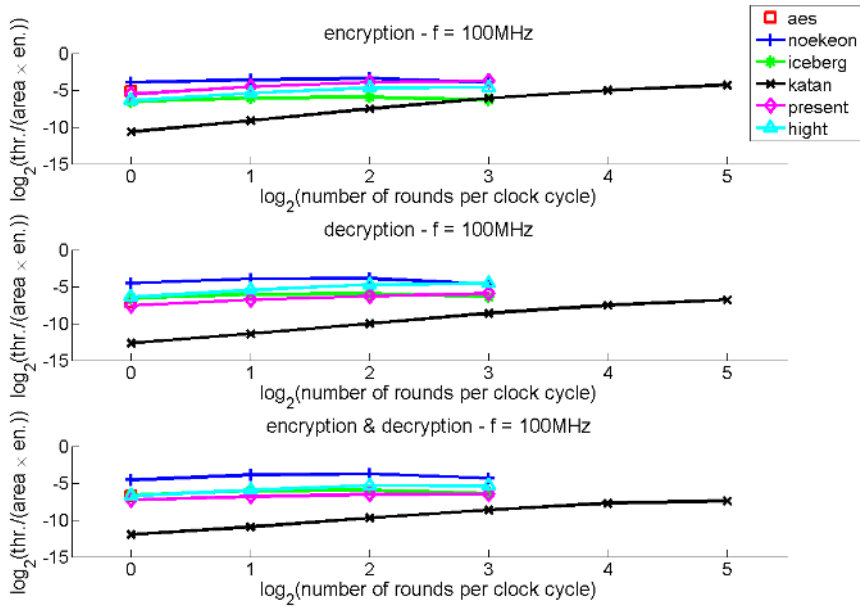 encryption - f = 100MHz
log2(thr./(area × en.))
0
-5
-10
-15
0 1 2 3 4 5
log2(number of rounds per clock cycle)
aes
noekeon
iceberg
katan
present
hight
decryption - f = 100MHz
log2(thr./(area × en.))
0
-5
-10
-15
0 1 2 3 4 5
log2(number of rounds per clock cycle)
encryption & decryption - f = 100MHz
log2(thr./(area × en.))
0
-5
-10
-15
0 1 2 3 4 5
log2(number of rounds per clock cycle)